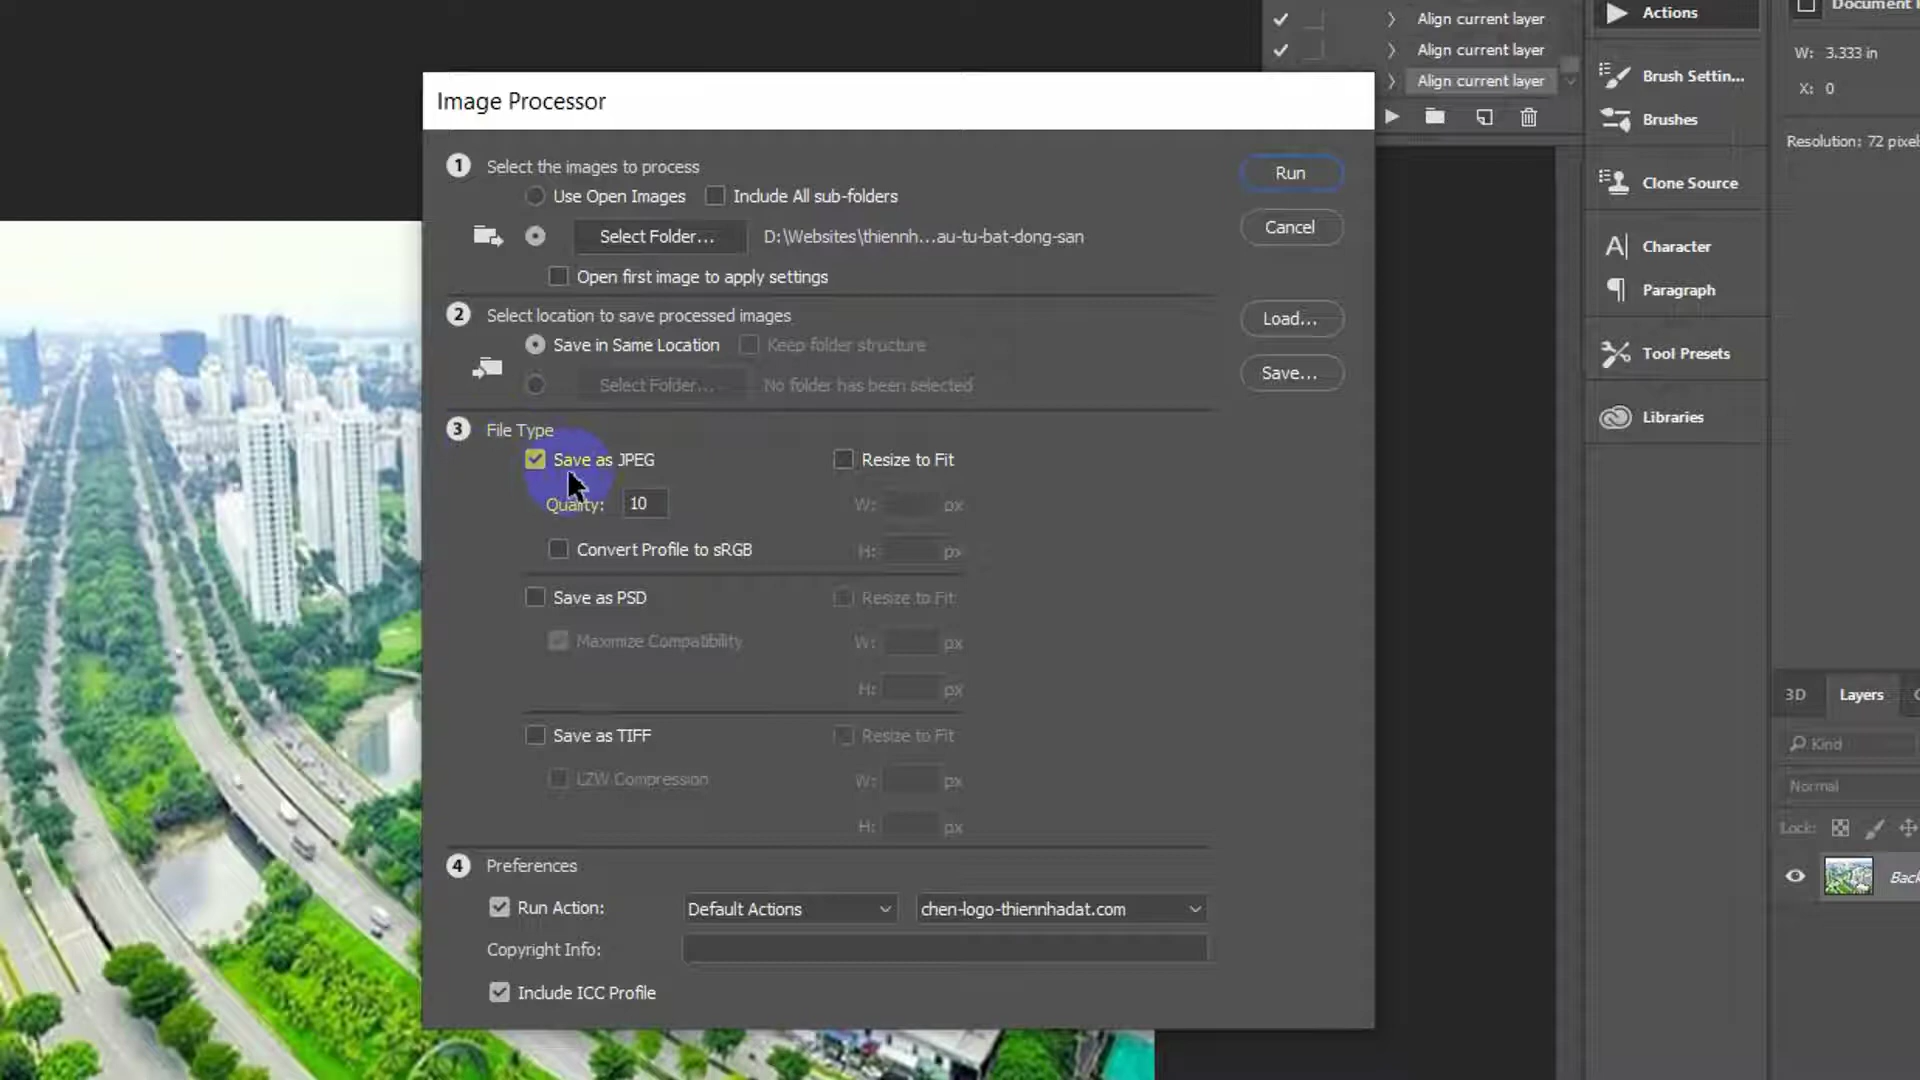 Align current layer
Align current layer
Align current layer
Actions
Brush Settin...
Brushes
Clone Source
Character
Paragraph
Tool Presets
Libraries
Document
W: 3.333 in
X: 0
Resolution: 72 pixel
Image Processor
1 Select the images to process
Use Open Images Include All sub-folders
Select Folder... D:\Websites\thiennh...au-tu-bat-dong-san
Open first image to apply settings
Run
Cancel
Load...
Save...
2 Select location to save processed images
Save in Same Location Keep folder structure
Select Folder... No folder has been selected
3 File Type
Save as JPEG Resize to Fit
Quality: 10 W: px
Convert Profile to sRGB H: px
Save as PSD Resize to Fit
Maximize Compatibility W: px
H: px
Save as TIFF Resize to Fit
LZW Compression W: px
H: px
4 Preferences
Run Action: Default Actions chen-logo-thiennhadat.com
Copyright Info:
Include ICC Profile
3D Layers
Kind
Normal
Lock:
Back